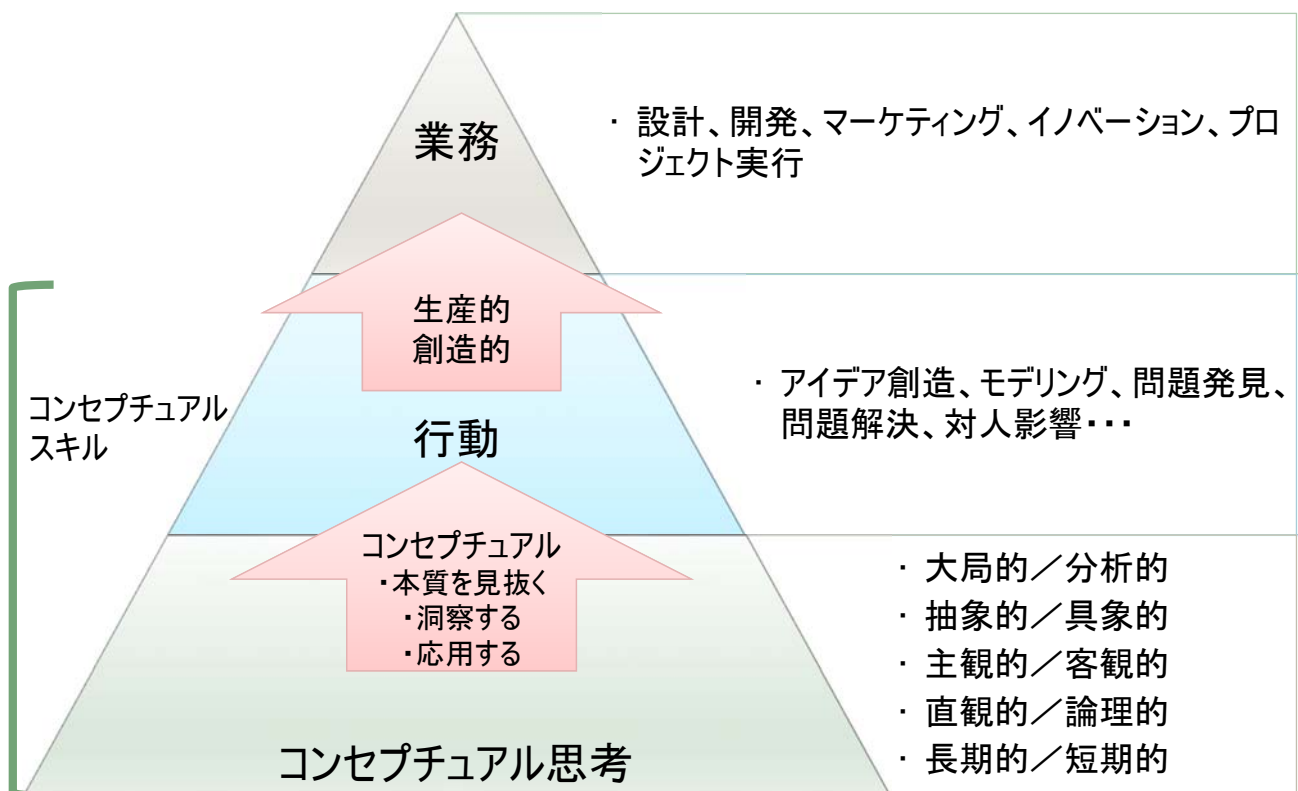 業務
・ 設計、開発、マーケティング、イノベーション、プロ
ジェクト実行
生産的
創造的
行動
・ アイデア創造、モデリング、問題発見、
問題解決、対人影響・・・
コンセプチュアル
スキル
コンセプチュアル
・本質を見抜く
・洞察する
・応用する
コンセプチュアル思考
・ 大局的／分析的
・ 抽象的／具象的
・ 主観的／客観的
・ 直観的／論理的
・ 長期的／短期的